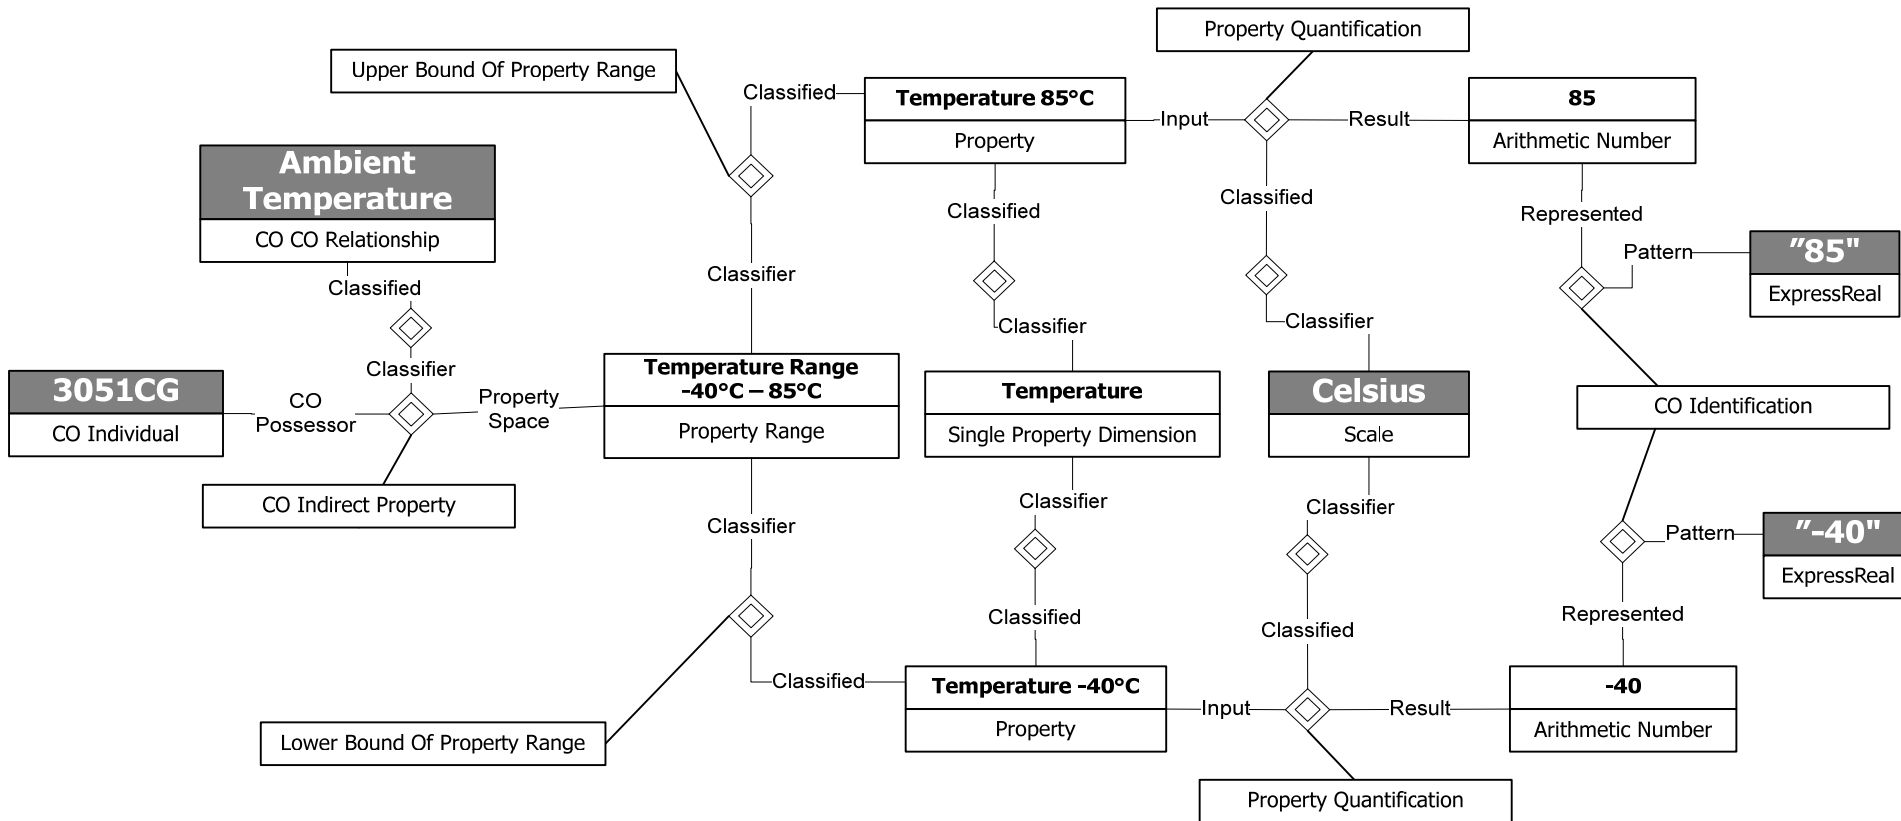 Property Quantification
Upper Bound Of Property Range
Classified
Temperature 85°C
Property
Input
Result
85
Arithmetic Number
Ambient
Temperature
CO CO Relationship
Classified
Classified
Represented
Pattern
″85"
ExpressReal
Classified
Classifier
Classifier
Classifier
Classifier
3051CG
CO Individual
CO
Possessor
Property
Space
Temperature Range
-40°C – 85°C
Property Range
Temperature
Single Property Dimension
Celsius
Scale
CO Identification
CO Indirect Property
Classifier
Classifier
Classifier
Pattern
″-40"
ExpressReal
Classified
Classified
Represented
Classified
Temperature -40°C
Property
Input
Result
-40
Arithmetic Number
Lower Bound Of Property Range
Property Quantification